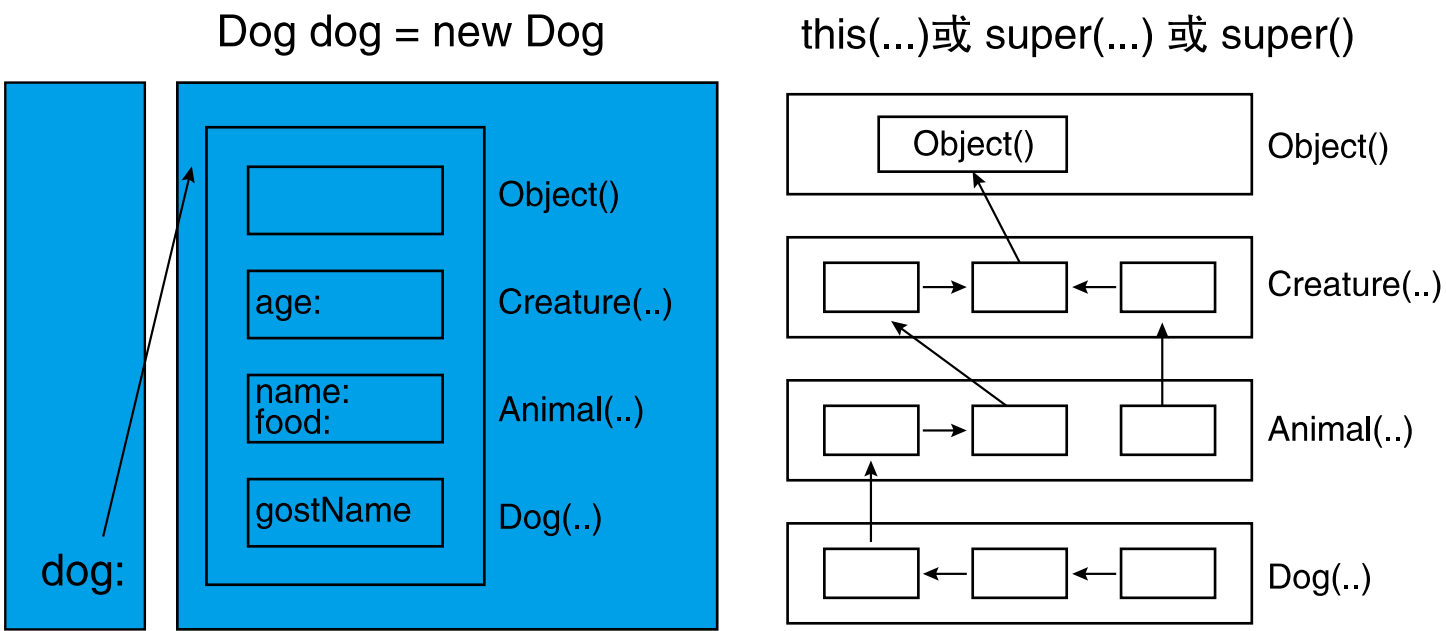 Dog dog = new Dog
Object()
age:
Creature(..)
name:
food:
Animal(..)
gostName
Dog(..)
dog:
this(...)或 super(...) 或 super()
Object()
Object()
Creature(..)
Animal(..)
Dog(..)